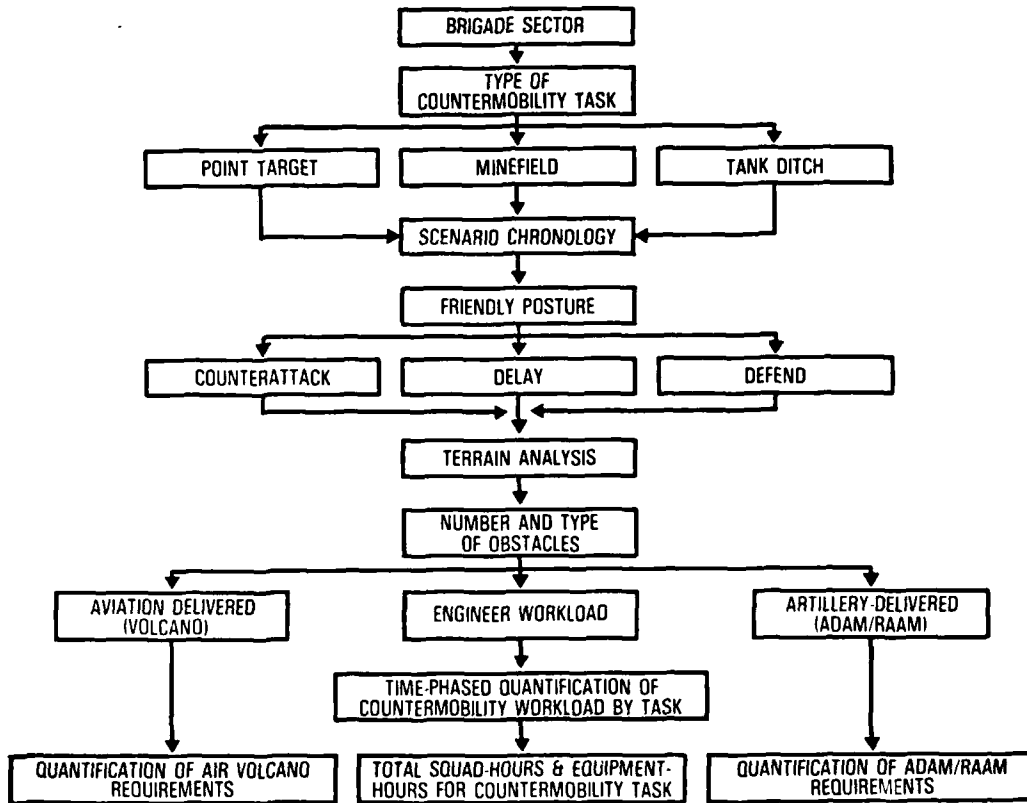 BRIGADE SECTOR
TYPE OF
COUNTERMOBILITY TASK
POINT TARGET
MINEFIELD
TANK DITCH
SCENARIO CHRONOLOGY
FRIENDLY POSTURE
COUNTERATTACK
DELAY
DEFEND
TERRAIN ANALYSIS
NUMBER AND TYPE
OF OBSTACLES
AVIATION DELIVERED
(VOLCANO)
ENGINEER WORKLOAD
ARTILLERY-DELIVERED
(ADAM/RAAM)
TIME-PHASED QUANTIFICATION OF
COUNTERMOBILITY WORKLOAD BY TASK
QUANTIFICATION OF AIR VOLCANO
REQUIREMENTS
TOTAL SQUAD-HOURS & EQUIPMENT-
HOURS FOR COUNTERMOBILITY TASK
QUANTIFICATION OF ADAM/RAAM
REQUIREMENTS